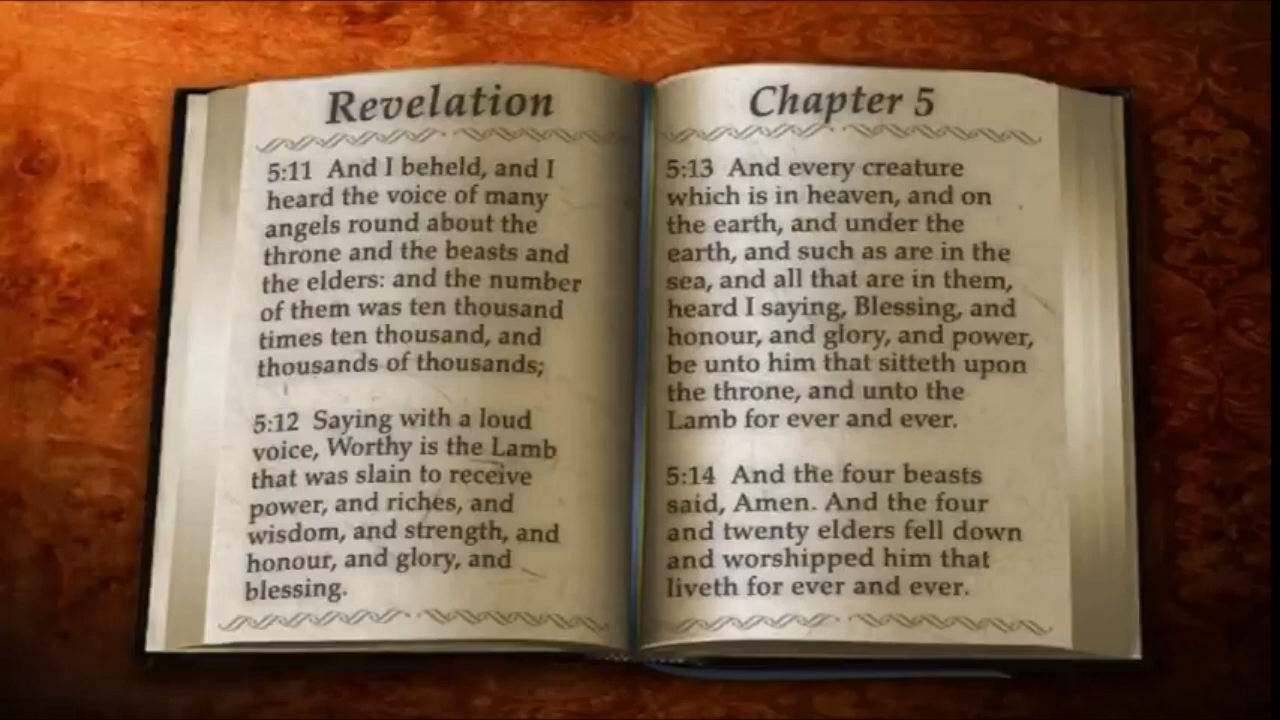 Revelation
5:11 And I beheld, and I
heard the voice of many
angels round about the
throne and the beasts and
the elders: and the number
of them was ten thousand
times ten thousand, and
thousands of thousands;
5:12 Saying with a loud
voice, Worthy is the Lamb
that was slain to receive
power, and riches, and
wisdom, and strength, and
honour, and glory, and
blessing.
Chapter 5
5:13 And every creature
which is in heaven, and on
the earth, and under the
earth, and such as are in the
sea, and all that are in them,
heard I saying, Blessing, and
honour, and glory, and power,
be unto him that sitteth upon
the throne, and unto the
Lamb for ever and ever.
5:14 And the four beasts
said, Amen. And the four
and twenty elders fell down
and worshipped him that
liveth for ever and ever.